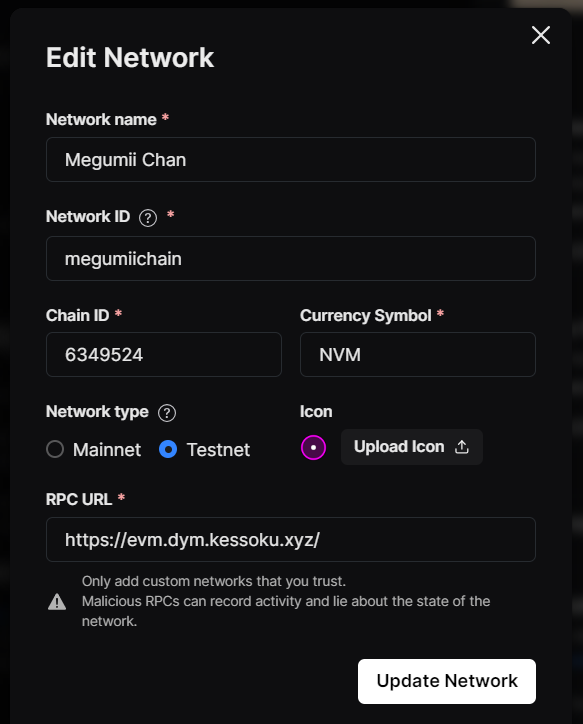 Edit Network
Network name *
Megumii Chan
Network ID ? *
megumiichain
Chain ID *
Currency Symbol *
6349524
NVM
Network type ?
Icon
Mainnet
Testnet
Upload Icon
RPC URL *
https://evm.dym.kessoku.xyz/
Only add custom networks that you trust.
Malicious RPCs can record activity and lie about the state of the
network.
Update Network